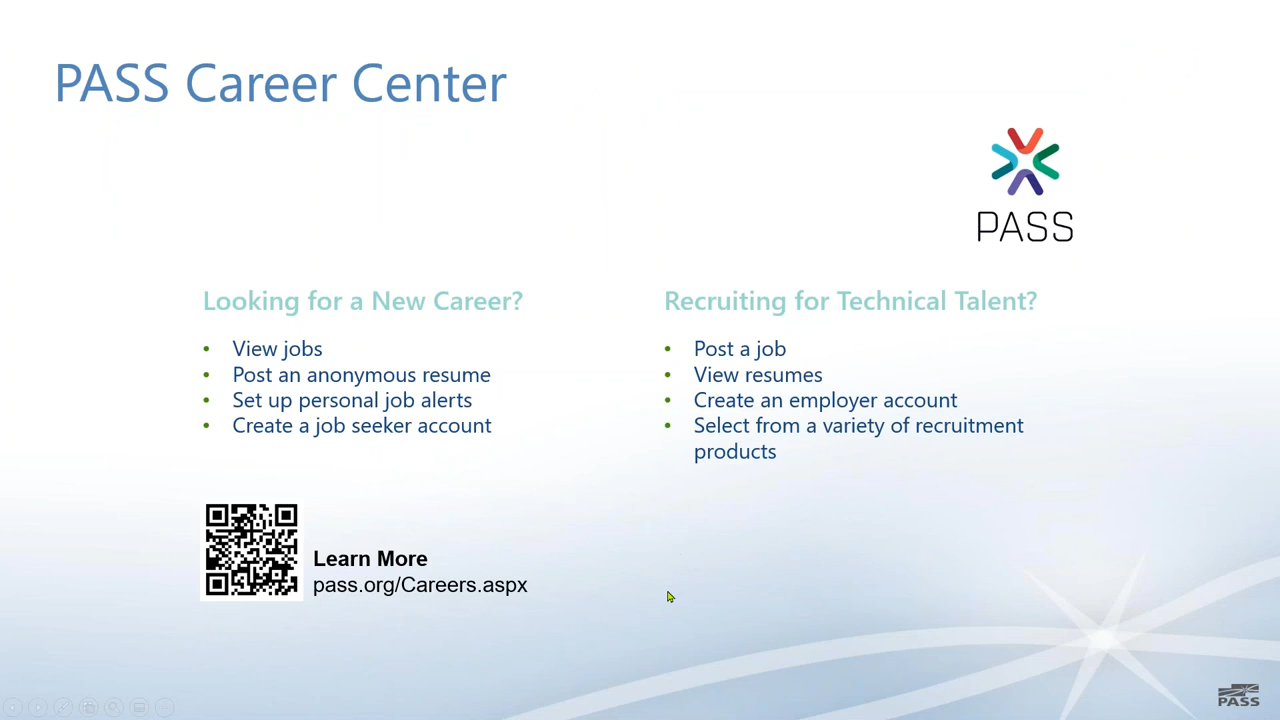 PASS Career Center
PASS
Looking for a New Career?
• View jobs
• Post an anonymous resume
• Set up personal job alerts
• Create a job seeker account
Recruiting for Technical Talent?
• Post a job
• View resumes
• Create an employer account
• Select from a variety of recruitment
products
Learn More
pass.org/Careers.aspx
PASS